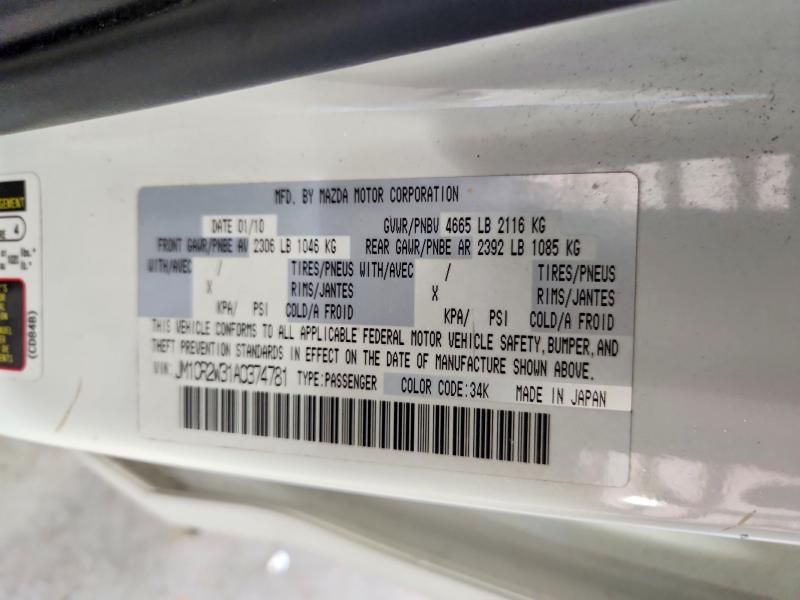 MFD. BY MAZDA MOTOR CORPORATION
DATE 01/10 GVWR/PNBV 4665 LB 2116 KG
FRONT GAWR/PNBE AV 2306 LB 1046 KG REAR GAWR/PNBE AR 2392 LB 1085 KG
WITH/AVEC / TIRES/PNEUS WITH/AVEC / TIRES/PNEUS
X RIMS/JANTES X RIMS/JANTES
KPA/ PSI COLD/A FROID KPA/ PSI COLD/A FROID
THIS VEHICLE CONFORMS TO ALL APPLICABLE FEDERAL MOTOR VEHICLE SAFETY, BUMPER, AND
THEFT PREVENTION STANDARDS IN EFFECT ON THE DATE OF MANUFACTURE SHOWN ABOVE.
VIN: JM1CR2W31A0374781 TYPE:PASSENGER COLOR CODE:34K MADE IN JAPAN
4
lbs.
(CD84B)